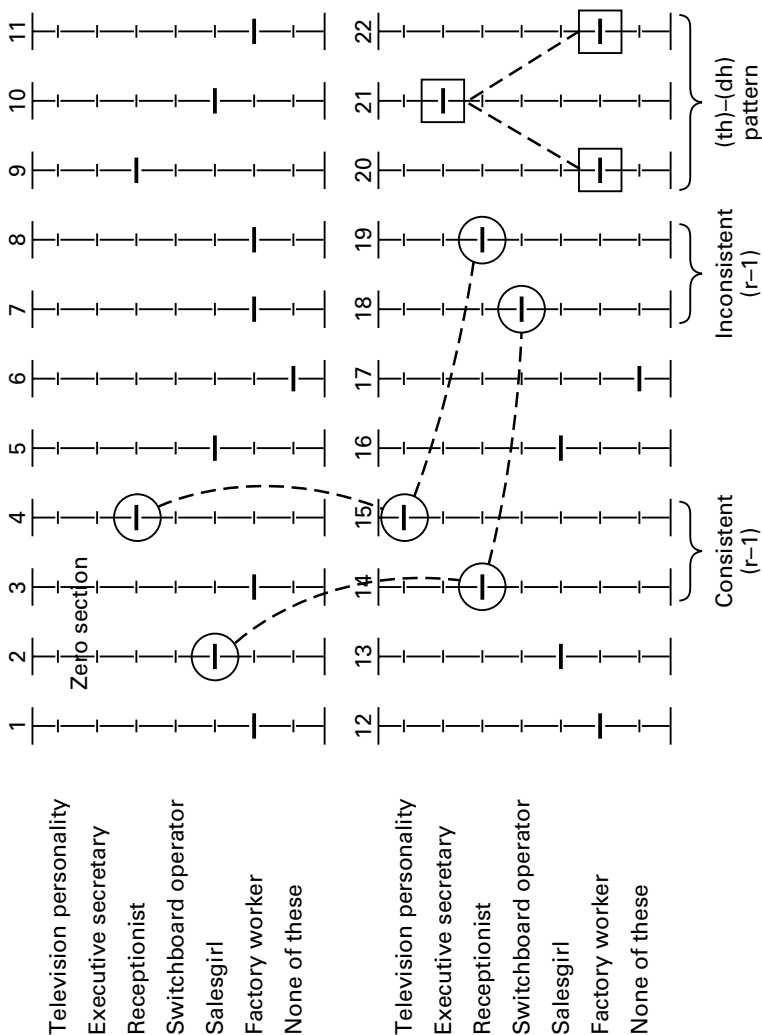 1 2 3 4 5 6 7 8 9 10 11
Zero section
Television personality
Executive secretary
Receptionist
Switchboard operator
Salesgirl
Factory worker
None of these
12 13 14 15 16 17 18 19 20 21 22
Television personality
Executive secretary
Receptionist
Switchboard operator
Salesgirl
Factory worker
None of these
Consistent
(r–1)
Inconsistent
(r–1)
(th)–(dh)
pattern